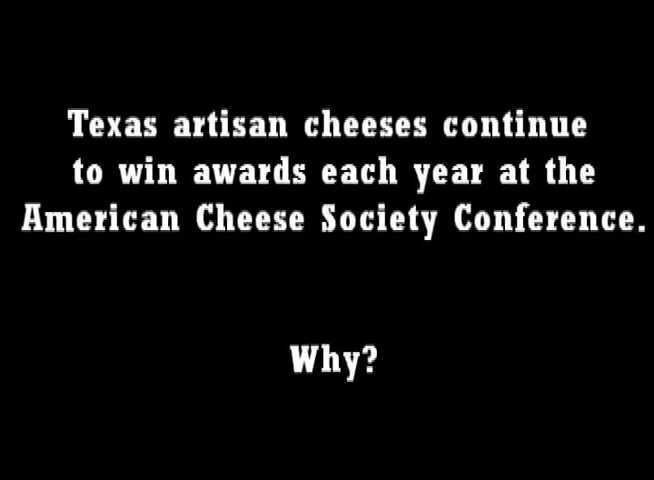 Texas artisan cheeses continue
to win awards each year at the
American Cheese Society Conference.
Why?